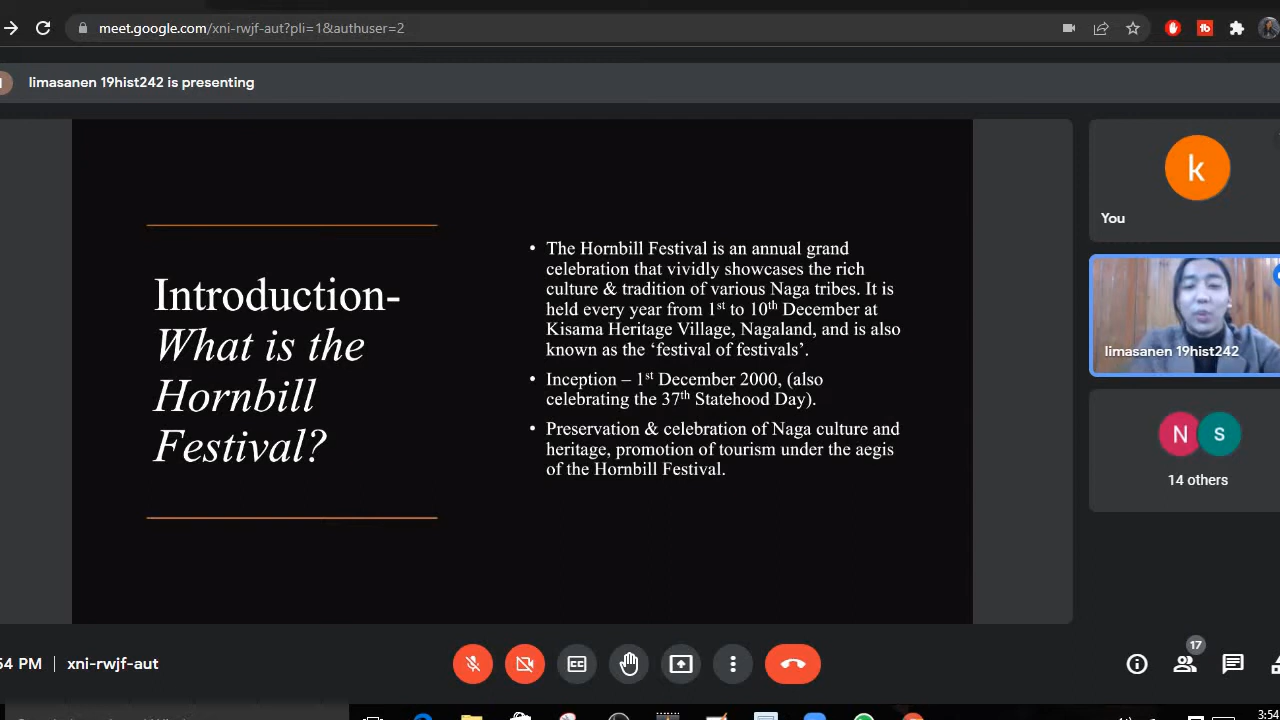 meet.google.com/xni-rwjf-aut?pli=1&authuser=2
limasanen 19hist242 is presenting
Introduction-
What is the
Hornbill
Festival?
• The Hornbill Festival is an annual grand
celebration that vividly showcases the rich
culture & tradition of various Naga tribes. It is
held every year from 1st to 10th December at
Kisama Heritage Village, Nagaland, and is also
known as the ‘festival of festivals’.
• Inception – 1st December 2000, (also
celebrating the 37th Statehood Day).
• Preservation & celebration of Naga culture and
heritage, promotion of tourism under the aegis
of the Hornbill Festival.
k
You
limasanen 19hist242
N S
14 others
54 PM | xni-rwjf-aut
17
3:54